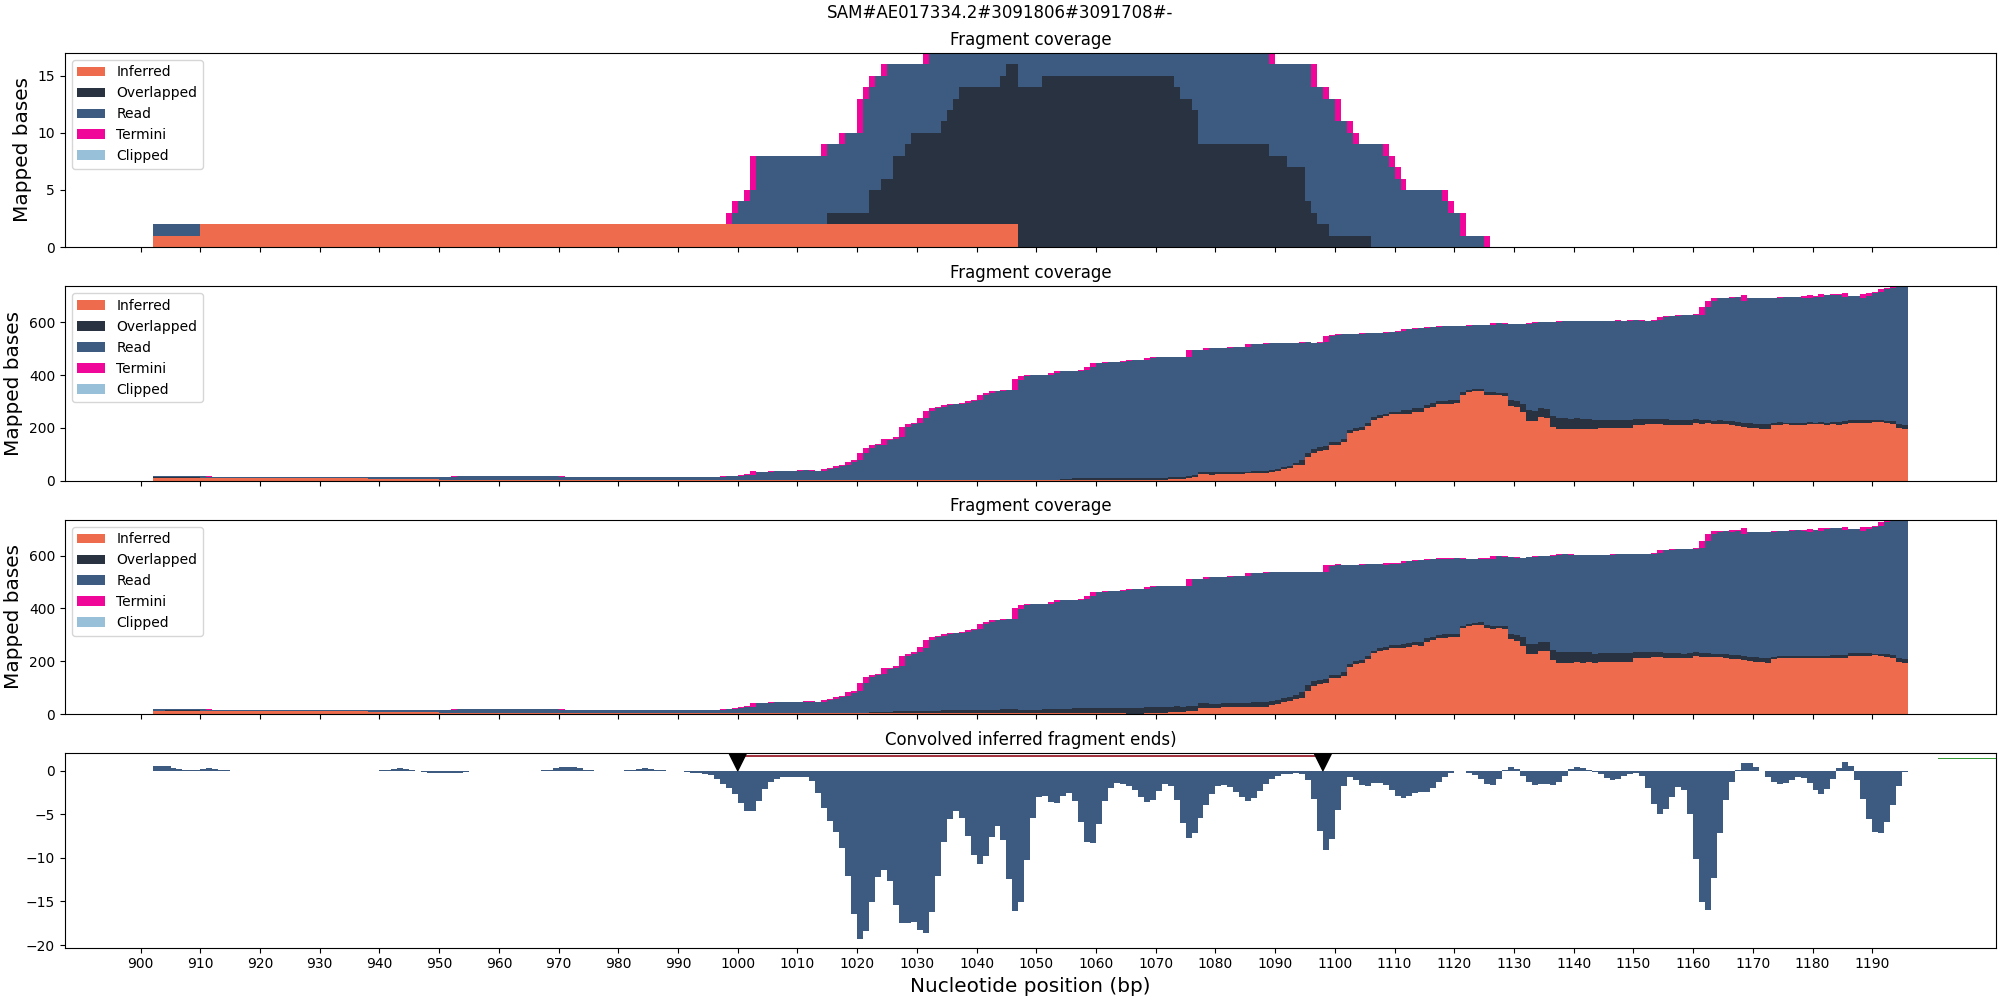 SAM#AE017334.2#3091806#3091708#-
Fragment coverage
Mapped bases
15
10
5
0
Inferred
Overlapped
Read
Termini
Clipped
Fragment coverage
Mapped bases
600
400
200
0
Inferred
Overlapped
Read
Termini
Clipped
Fragment coverage
Mapped bases
600
400
200
0
Inferred
Overlapped
Read
Termini
Clipped
Convolved inferred fragment ends)
0
−5
−10
−15
−20
900 910 920 930 940 950 960 970 980 990 1000 1010 1020 1030 1040 1050 1060 1070 1080 1090 1100 1110 1120 1130 1140 1150 1160 1170 1180 1190
Nucleotide position (bp)